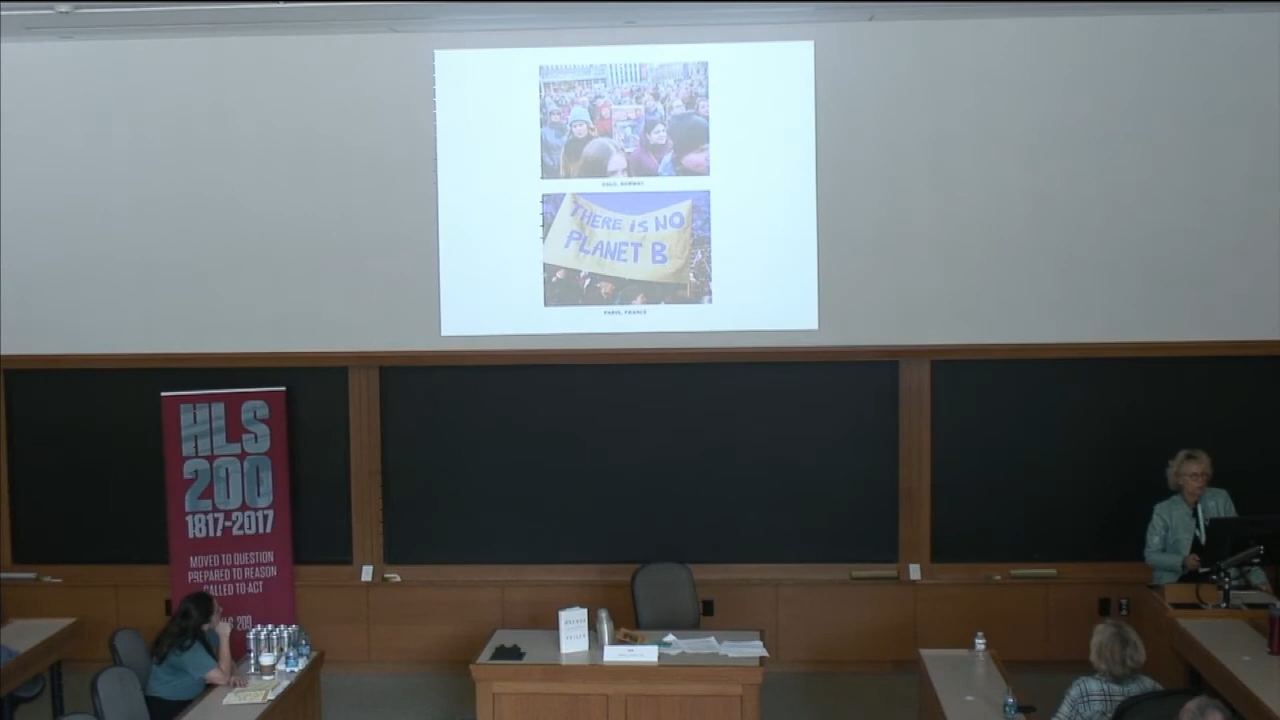 OSLO, NORWAY
THERE IS NO
PLANET B
PARIS, FRANCE
HLS
200
1817-2017
MOVED TO QUESTION
PREPARED TO REASON
CALLED TO ACT